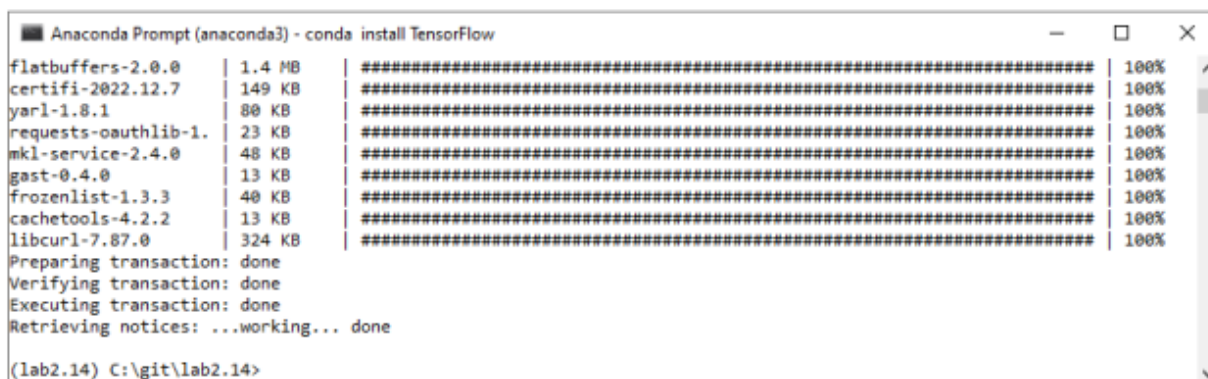 Anaconda Prompt (anaconda3) - conda install TensorFlow
flatbuffers-2.0.0 | 1.4 MB | ######################################################################### | 100%
certifi-2022.12.7 | 149 KB | ######################################################################### | 100%
yarl-1.8.1 | 80 KB | ######################################################################### | 100%
requests-oauthlib-1. | 23 KB | ######################################################################### | 100%
mkl-service-2.4.0 | 48 KB | ######################################################################### | 100%
gast-0.4.0 | 13 KB | ######################################################################### | 100%
frozenlist-1.3.3 | 40 KB | ######################################################################### | 100%
cachetools-4.2.2 | 13 KB | ######################################################################### | 100%
libcurl-7.87.0 | 324 KB | ######################################################################### | 100%
Preparing transaction: done
Verifying transaction: done
Executing transaction: done
Retrieving notices: ...working... done
(lab2.14) C:\git\lab2.14>